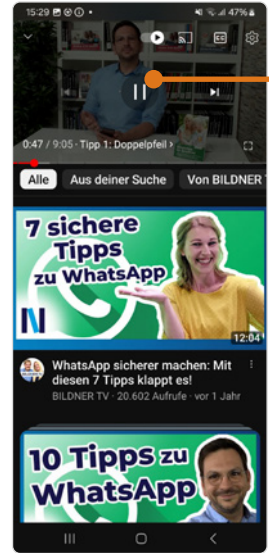 15:29
47%
CC
0:47 / 9:05 · Tipp 1: Doppelpfeil ›
Alle
Aus deiner Suche
Von BILDNER T
7 sichere
Tipps
zu WhatsApp
N
12:04
WhatsApp sicherer machen: Mit
diesen 7 Tipps klappt es!
BILDNER TV · 20.602 Aufrufe · vor 1 Jahr
10 Tipps zu
WhatsApp